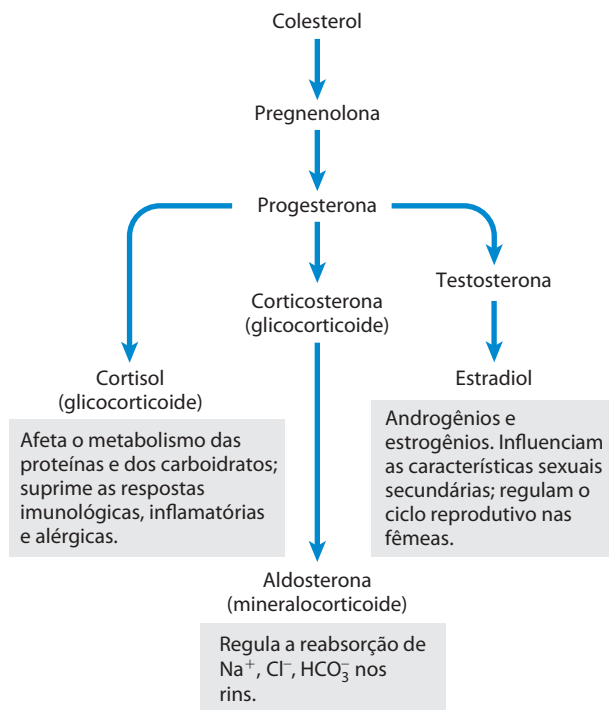 Colesterol
Pregnenolona
Progesterona
Corticosterona
(glicocorticoide)
Testosterona
Cortisol
(glicocorticoide)
Afeta o metabolismo das
proteínas e dos carboidratos;
suprime as respostas
imunológicas, inflamatórias
e alérgicas.
Estradiol
Androgênios e
estrogênios. Influenciam
as características sexuais
secundárias; regulam o
ciclo reprodutivo nas
fêmeas.
Aldosterona
(mineralocorticoide)
Regula a reabsorção de
Na⁺, Cl⁻, HCO₃⁻ nos
rins.